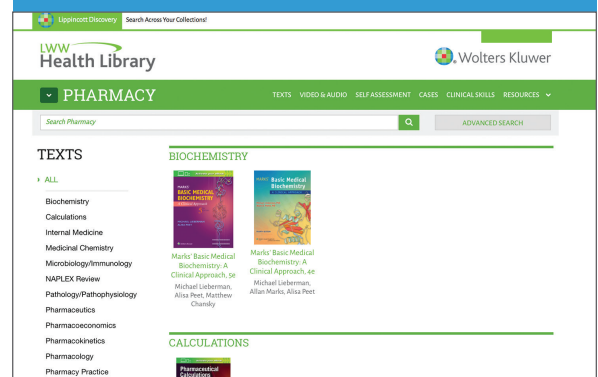 Lippincott Discovery Search Across Your Collections!
LWW
Health Library
Wolters Kluwer
PHARMACY
TEXTS VIDEO & AUDIO SELF ASSESSMENT CASES CLINICAL SKILLS RESOURCES
Search Pharmacy
ADVANCED SEARCH
TEXTS
ALL
Biochemistry
Calculations
Internal Medicine
Medicinal Chemistry
Microbiology/Immunology
NAPLEX Review
Pathology/Pathophysiology
Pharmaceutics
Pharmacoeconomics
Pharmacokinetics
Pharmacology
Pharmacy Practice
BIOCHEMISTRY
MARKS'
BASIC MEDICAL
BIOCHEMISTRY
A Clinical Approach
Marks' Basic Medical
Biochemistry: A
Clinical Approach, 5e
Michael Lieberman,
Alisa Peet, Matthew
Chansky
MARKS' Basic Medical
Biochemistry
Marks' Basic Medical
Biochemistry: A
Clinical Approach, 4e
Michael Lieberman,
Allan Marks, Alisa Peet
CALCULATIONS
Pharmaceutical
Calculations